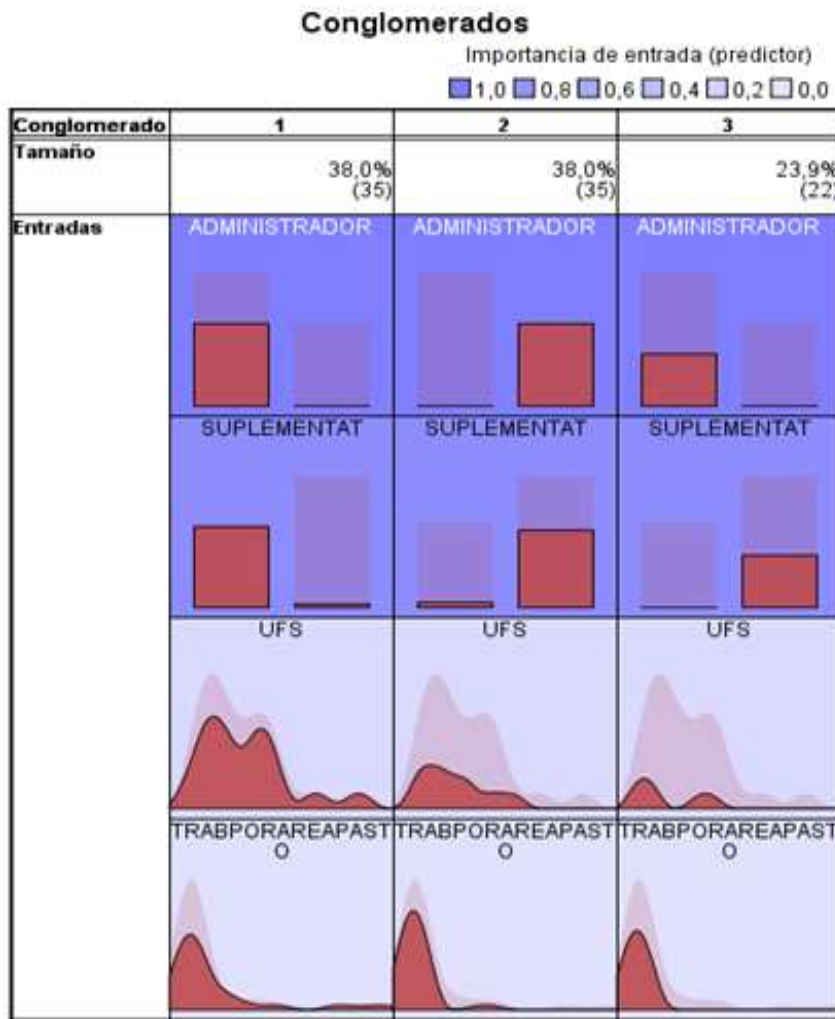 Conglomerados
Importancia de entrada (predictor)
1,0 0,8 0,6 0,4 0,2 0,0
Conglomerado 1 2 3
Tamaño 38,0% 38,0% 23,9%
(35) (35) (22)
Entradas ADMINISTRADOR ADMINISTRADOR ADMINISTRADOR
SUPLEMENTAT SUPLEMENTAT SUPLEMENTAT
UFS UFS UFS
TRABPORAREAPAST TRABPORAREAPAST TRABPORAREAPAST
O O O